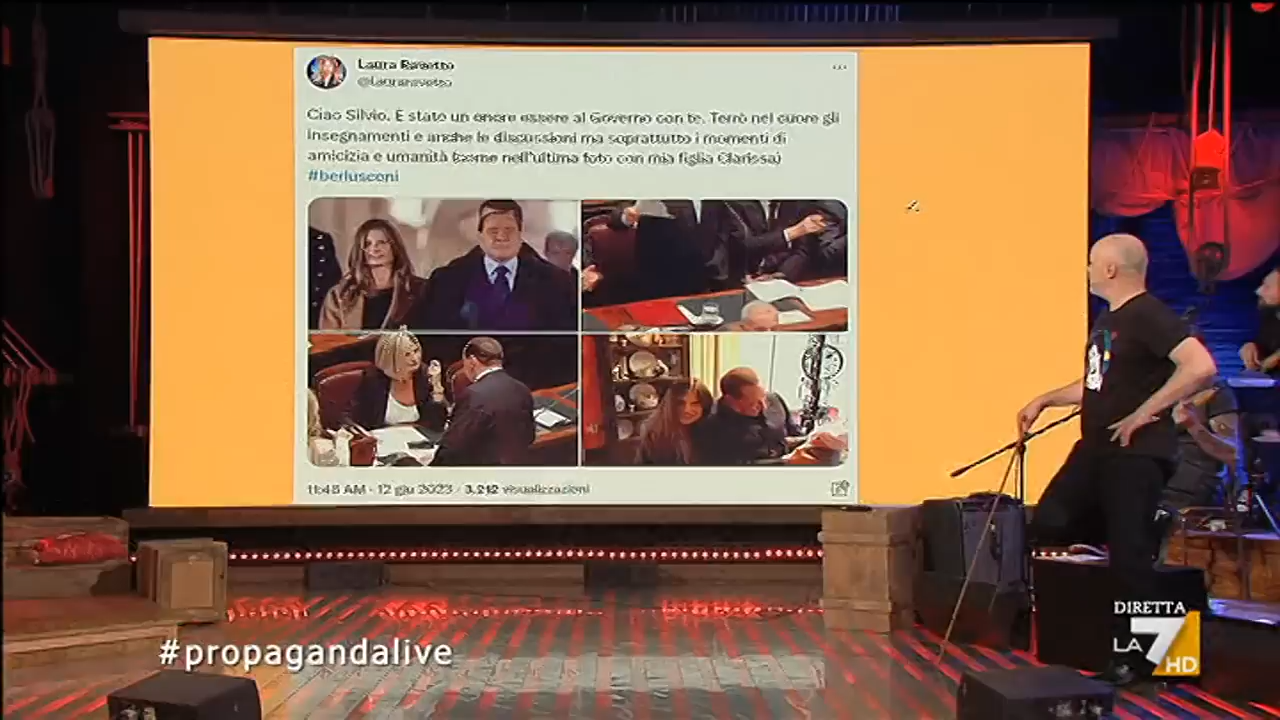 Laura Ravetto
@Lauraravetto
Ciao Silvio. È stato un onore essere al Governo con te. Terrò nel cuore gli
insegnamenti e anche le discussioni ma soprattutto i momenti di
amicizia e umanità (come nell'ultima foto con mia figlia Clarissa)
#berlusconi
11:45 AM · 12 giu 2023 · 3.212 visualizzazioni
#propagandalive
DIRETTA
LA 7 HD